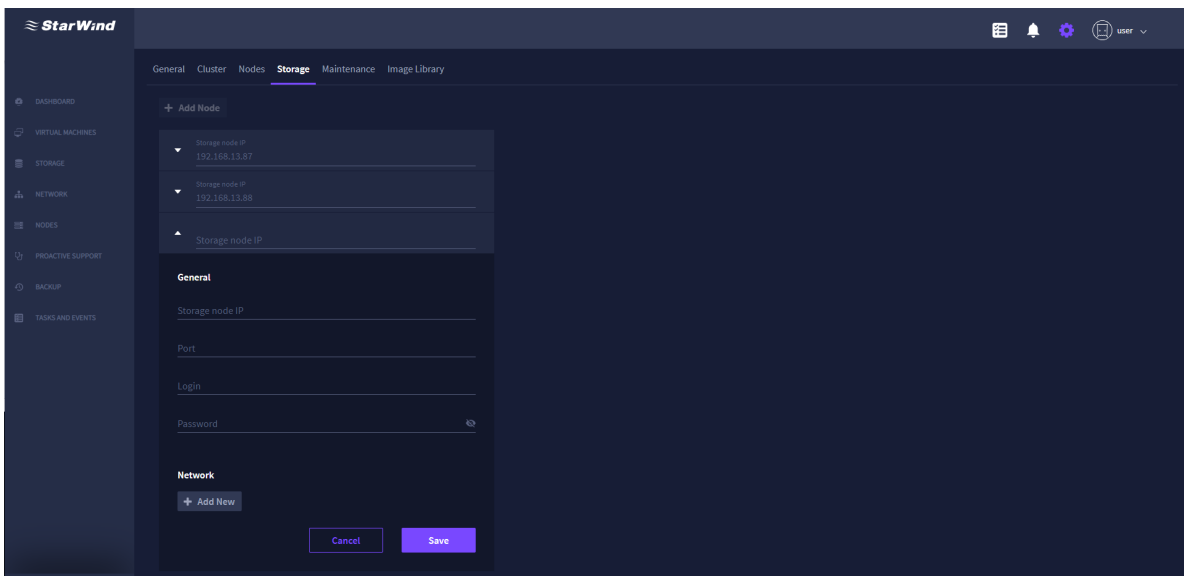 StarWind
user
General Cluster Nodes Storage Maintenance Image Library
DASHBOARD
VIRTUAL MACHINES
STORAGE
NETWORK
NODES
PROACTIVE SUPPORT
BACKUP
TASKS AND EVENTS
+ Add Node
Storage node IP
192.168.13.87
Storage node IP
192.168.13.88
Storage node IP
General
Storage node IP
Port
Login
Password
Network
+ Add New
Cancel Save